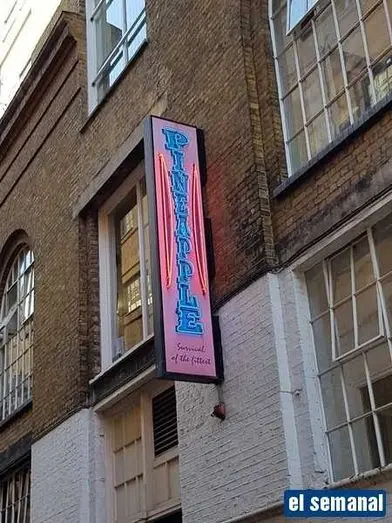 PINEAPPLE
Survival
of the fittest
el semanal